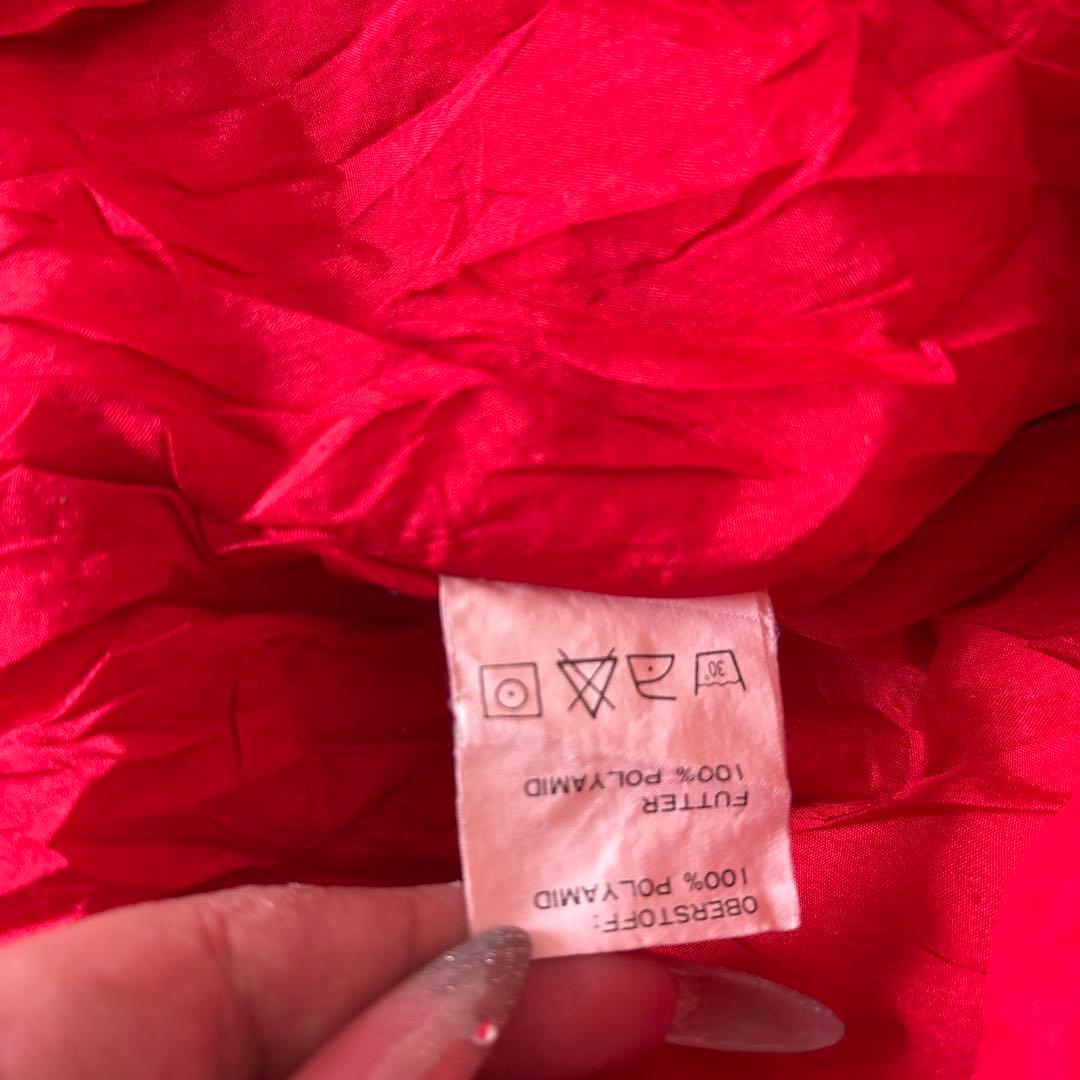 OBERSTOFF:
100% POLYAMID
FUTTER
100% POLYAMID
30°